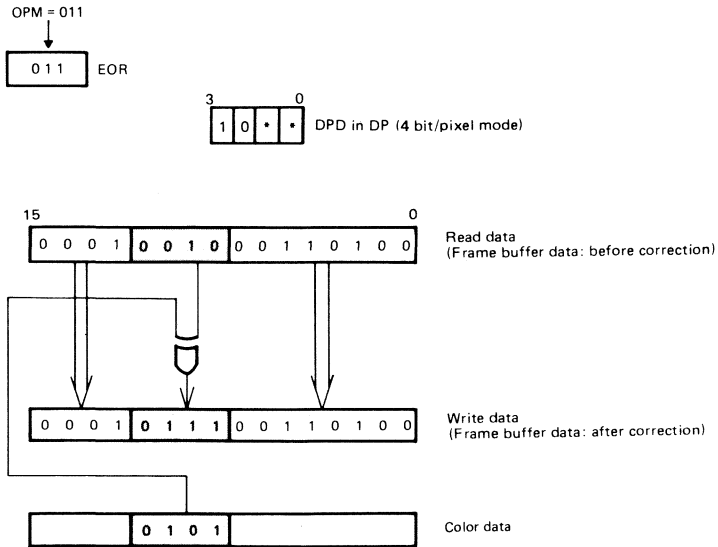 OPM = 011
0 1 1 EOR
3 0
1 0 * * DPD in DP (4 bit/pixel mode)
15 0
0 0 0 1 0 0 1 0 0 0 1 1 0 1 0 0 Read data
(Frame buffer data: before correction)
0 0 0 1 0 1 1 1 0 0 1 1 0 1 0 0 Write data
(Frame buffer data: after correction)
0 1 0 1 Color data